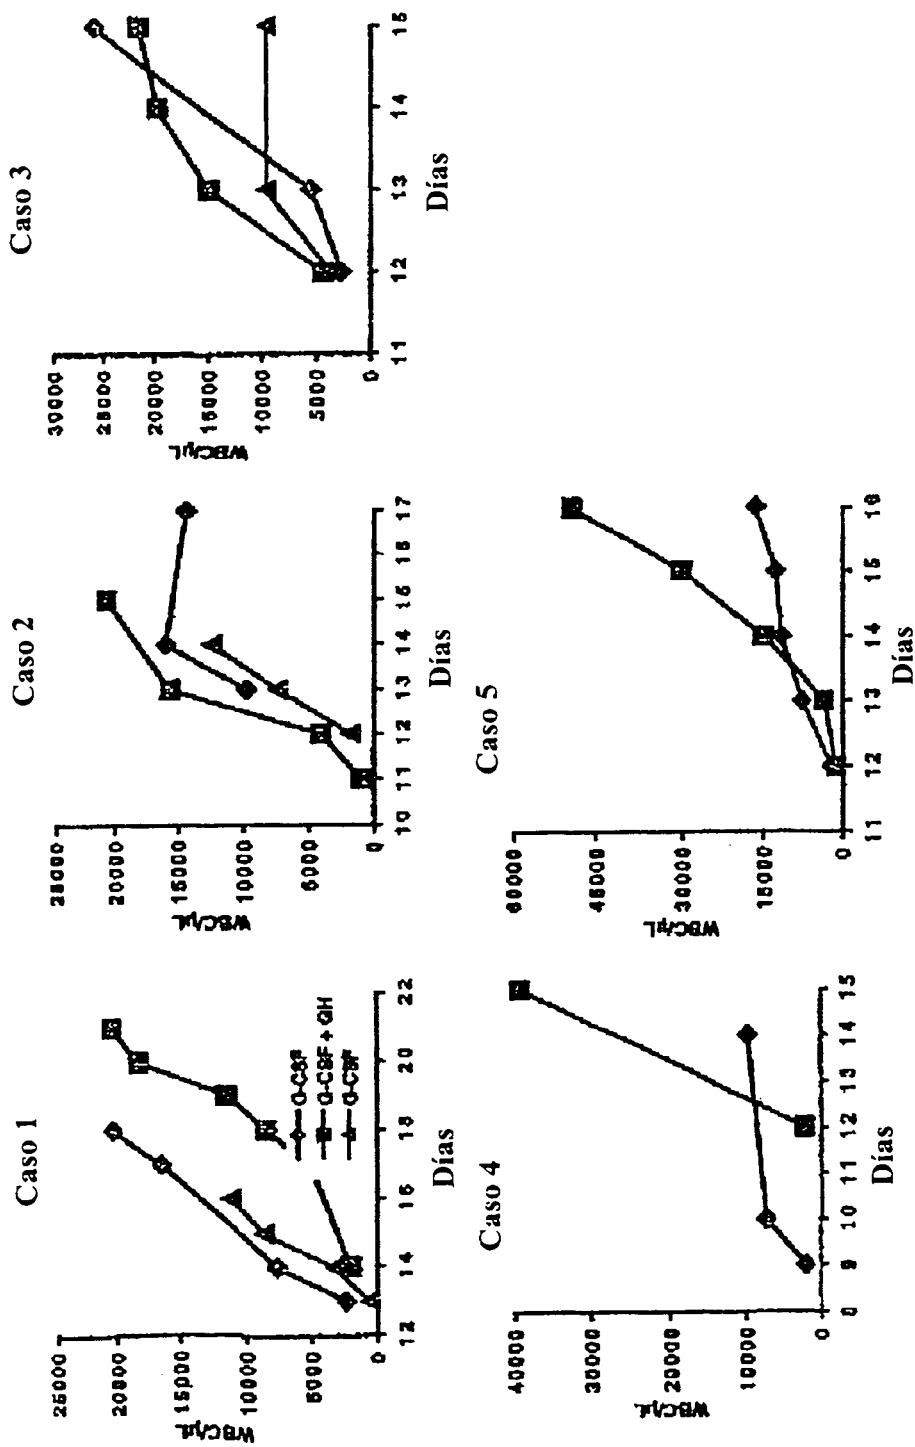 Caso 1
25000
20000
15000
10000
5000
0
WBC/µL
12 14 16 18 20 22
Días
G-CSF
G-CSF + GH
G-CSF
Caso 2
25000
20000
15000
10000
5000
0
WBC/µL
10 11 12 13 14 15 16 17
Días
Caso 3
30000
25000
20000
15000
10000
5000
0
WBC/µL
11 12 13 14 15
Días
Caso 4
40000
30000
20000
10000
0
WBC/µL
8 9 10 11 12 13 14 15
Días
Caso 5
60000
45000
30000
15000
0
WBC/µL
11 12 13 14 15 16
Días